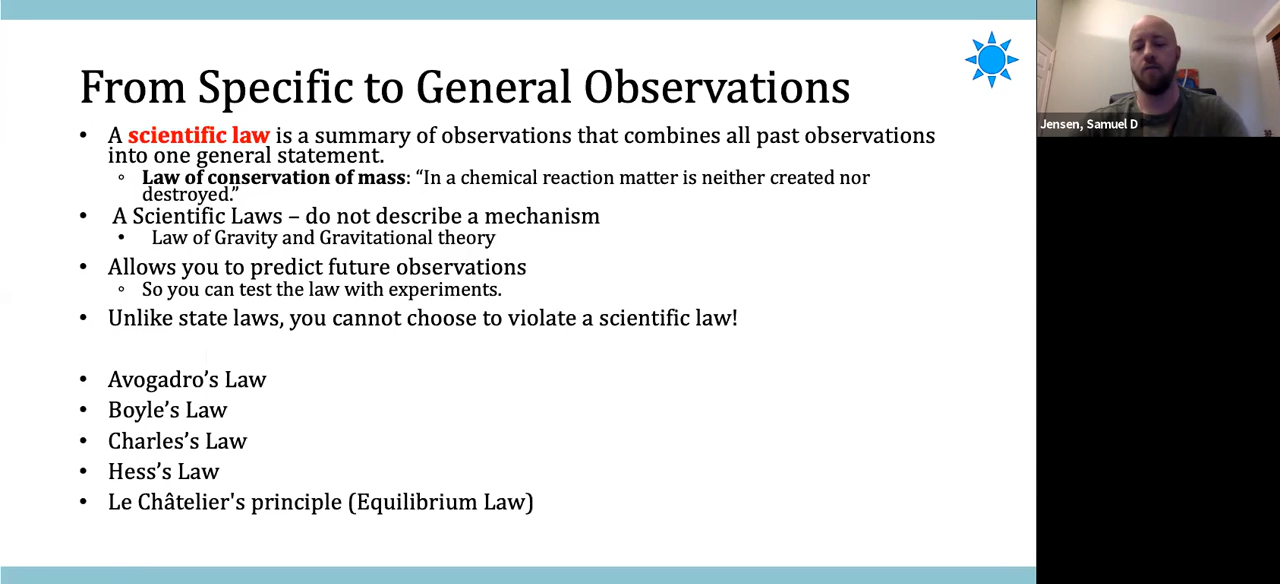 From Specific to General Observations
• A scientific law is a summary of observations that combines all past observations
into one general statement.
◦ Law of conservation of mass: “In a chemical reaction matter is neither created nor
destroyed.”
• A Scientific Laws – do not describe a mechanism
• Law of Gravity and Gravitational theory
• Allows you to predict future observations
◦ So you can test the law with experiments.
• Unlike state laws, you cannot choose to violate a scientific law!
• Avogadro’s Law
• Boyle’s Law
• Charles’s Law
• Hess’s Law
• Le Châtelier's principle (Equilibrium Law)
Jensen, Samuel D